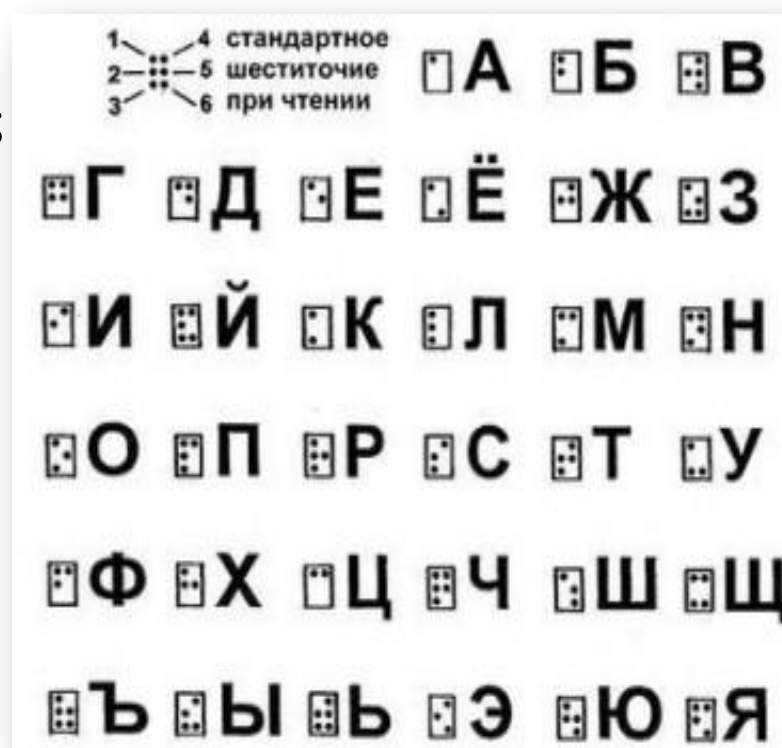 1 4 стандартное
2 5 шеститочие
3 6 при чтении
А Б В
Г Д Е Ё Ж З
И Й К Л М Н
О П Р С Т У
Ф Х Ц Ч Ш Щ
Ъ Ы Ь Э Ю Я